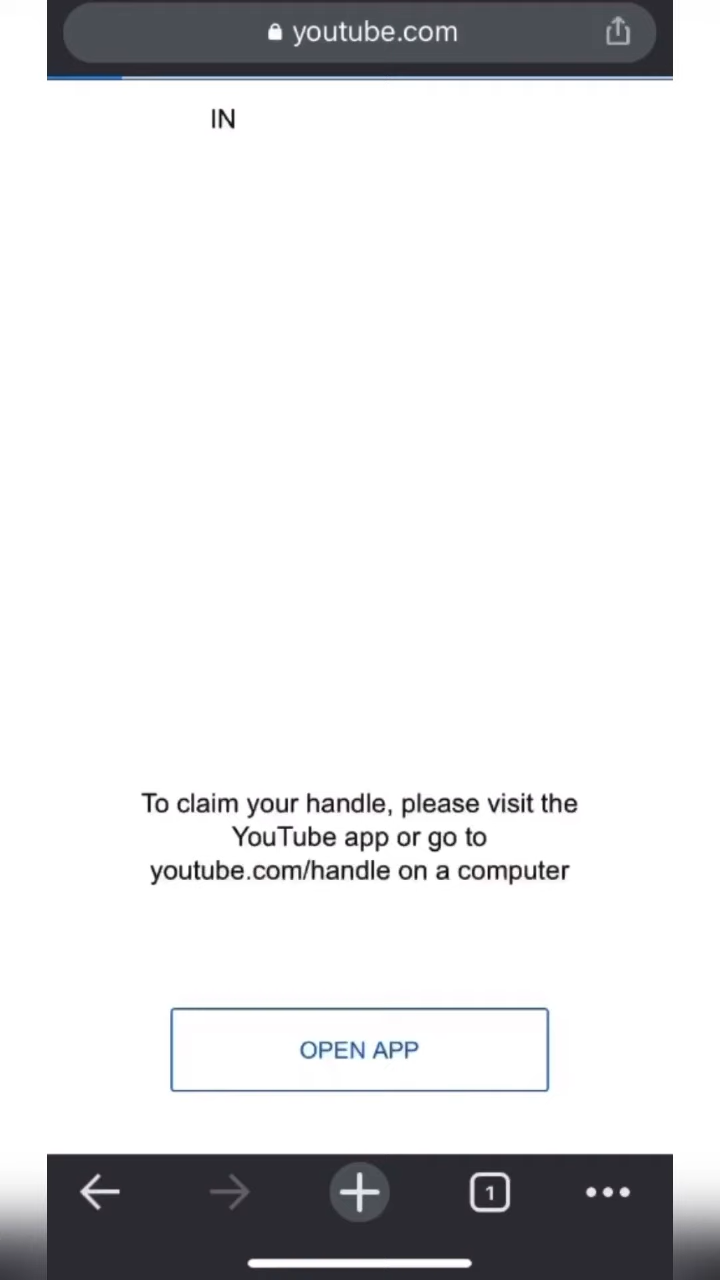 youtube.com
IN
To claim your handle, please visit the
YouTube app or go to
youtube.com/handle on a computer
OPEN APP
1